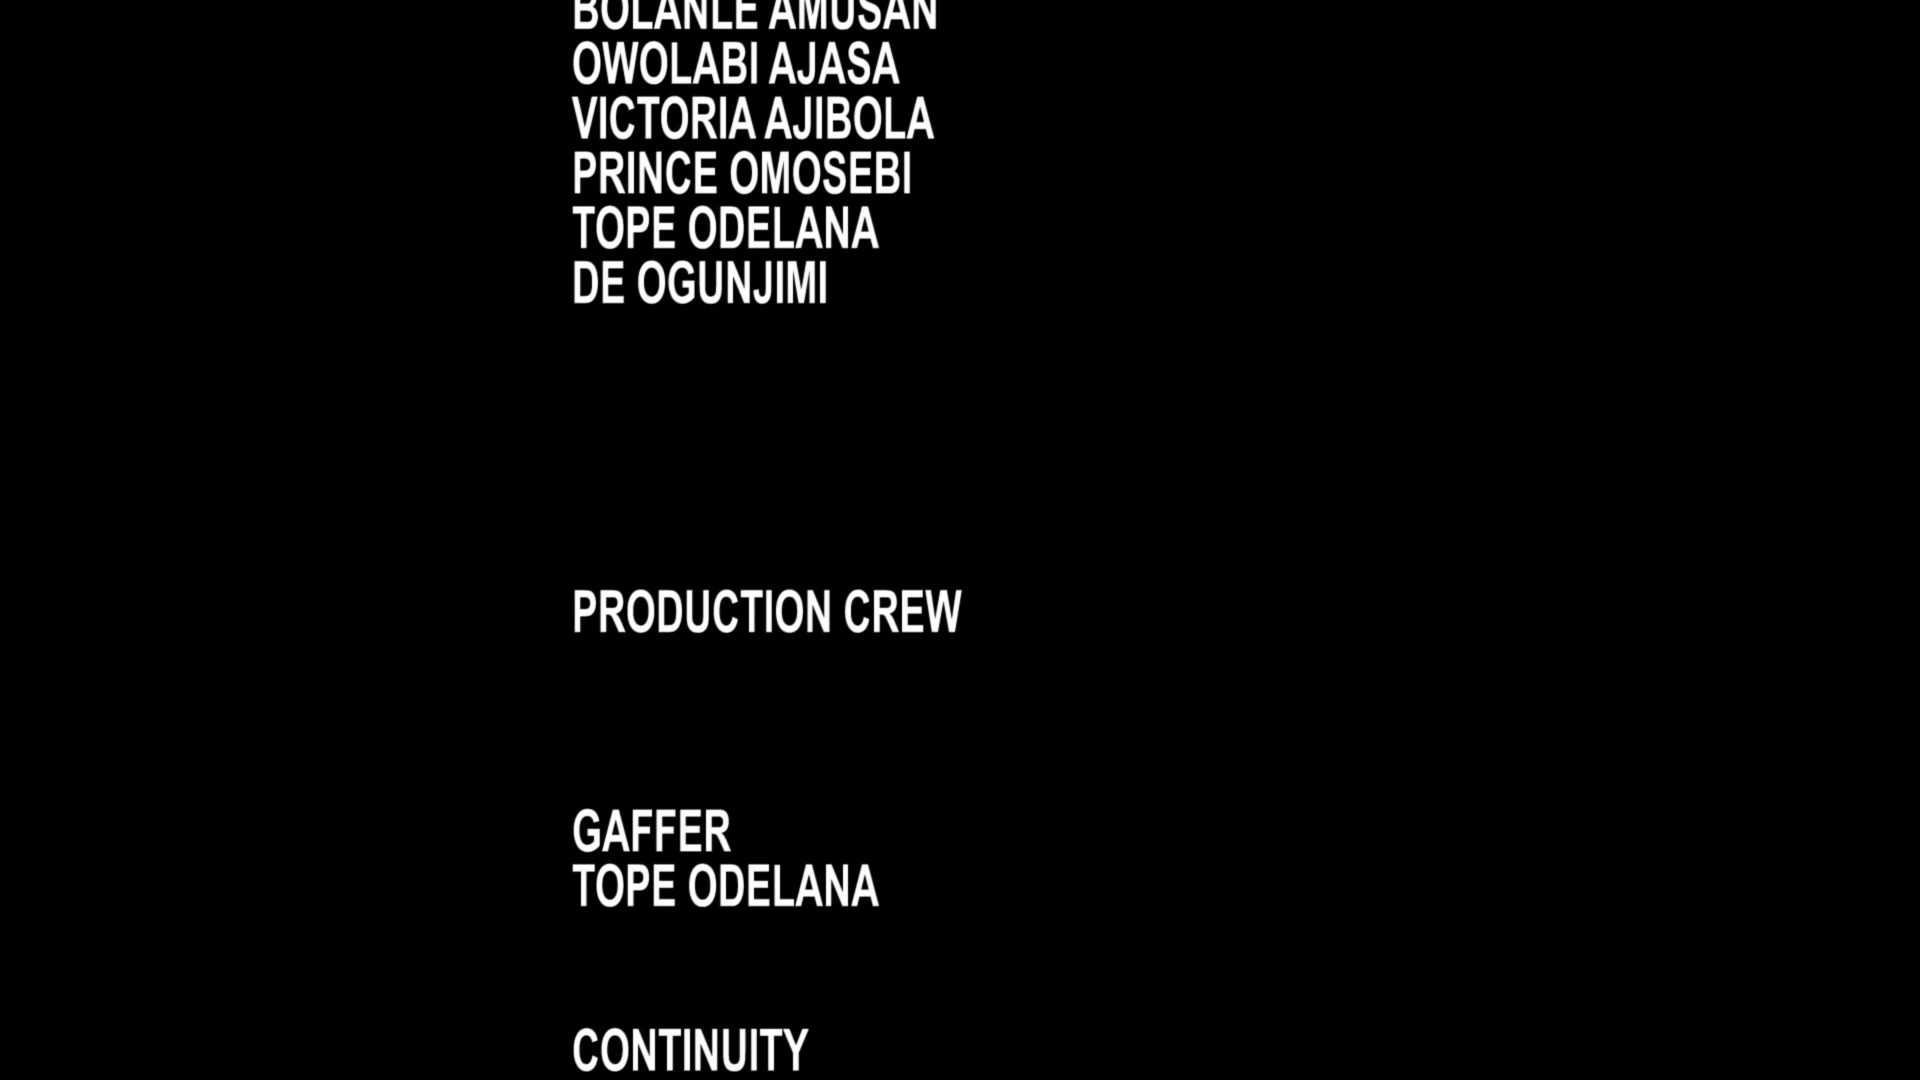 BOLANLE AMUSAN
OWOLABI AJASA
VICTORIA AJIBOLA
PRINCE OMOSEBI
TOPE ODELANA
DE OGUNJIMI
PRODUCTION CREW
GAFFER
TOPE ODELANA
CONTINUITY